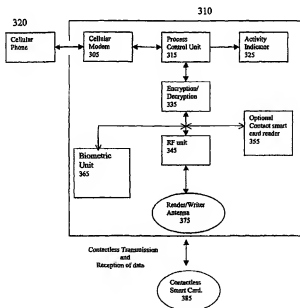 310
320
Cellular
Phone
Cellular
Modem
305
Process
Control Unit
315
Activity
Indicator
325
Encryption/
Decryption
335
Optional
Contact smart
card reader
355
Biometric
Unit
365
RF unit
345
Reader/Writer
Antenna
375
Contactless Transmission
and
Reception of data
Contactless
Smart Card.
385